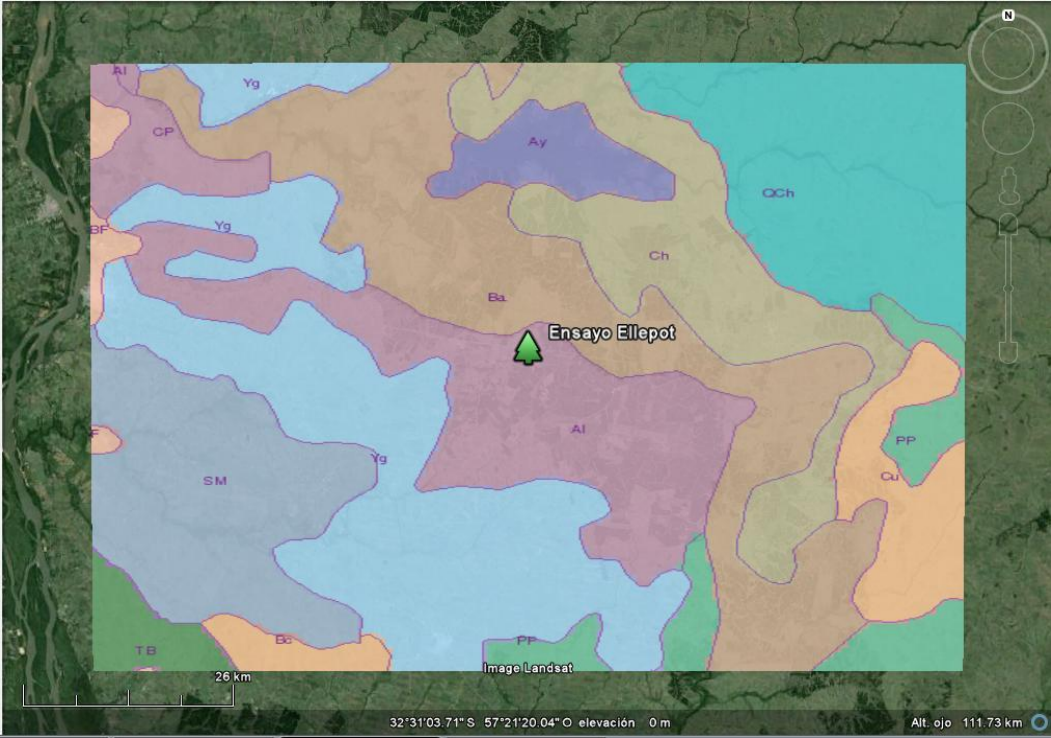 N
Al
Yg
CP
Ay
QCh
BF
Yg
Ch
Ba
Ensayo Ellepot
Al
F
PP
Yg
SM
Cu
TB
Bc
PP
Image Landsat
26 km
32°31'03.71" S 57°21'20.04" O elevación 0 m
Alt. ojo 111.73 km